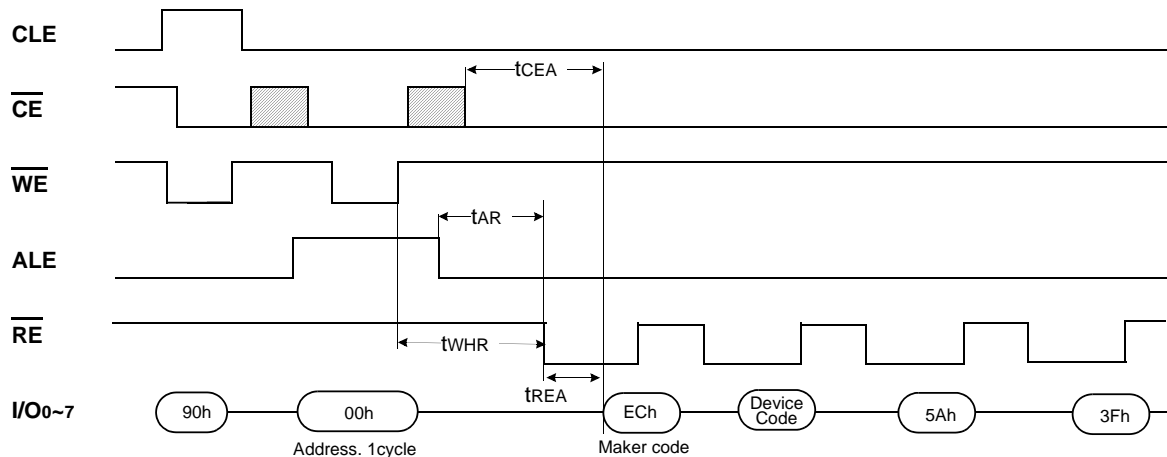 CLE
tCEA
CE
WE
tAR
ALE
RE
tWHR
tREA
I/O0~7
90h
00h
ECh
Device
Code
5Ah
3Fh
Address. 1cycle
Maker code